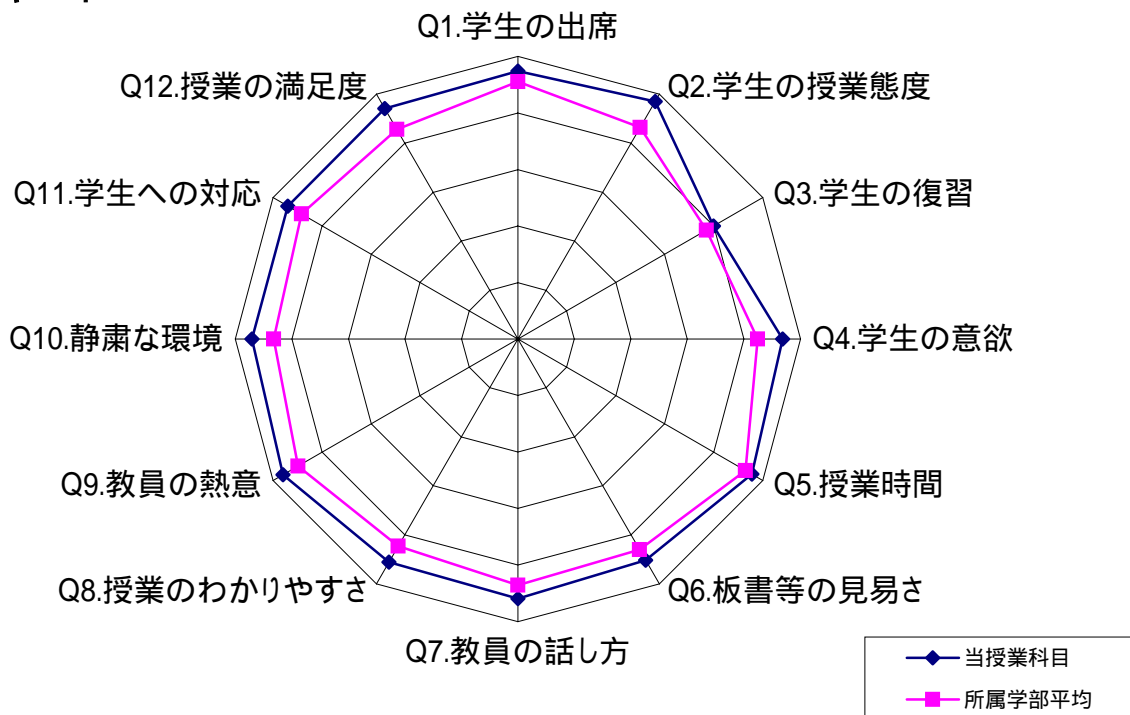 Q1.学生の出席
Q2.学生の授業態度
Q3.学生の復習
Q4.学生の意欲
Q5.授業時間
Q6.板書等の見易さ
Q7.教員の話し方
Q8.授業のわかりやすさ
Q9.教員の熱意
Q10.静粛な環境
Q11.学生への対応
Q12.授業の満足度
当授業科目
所属学部平均